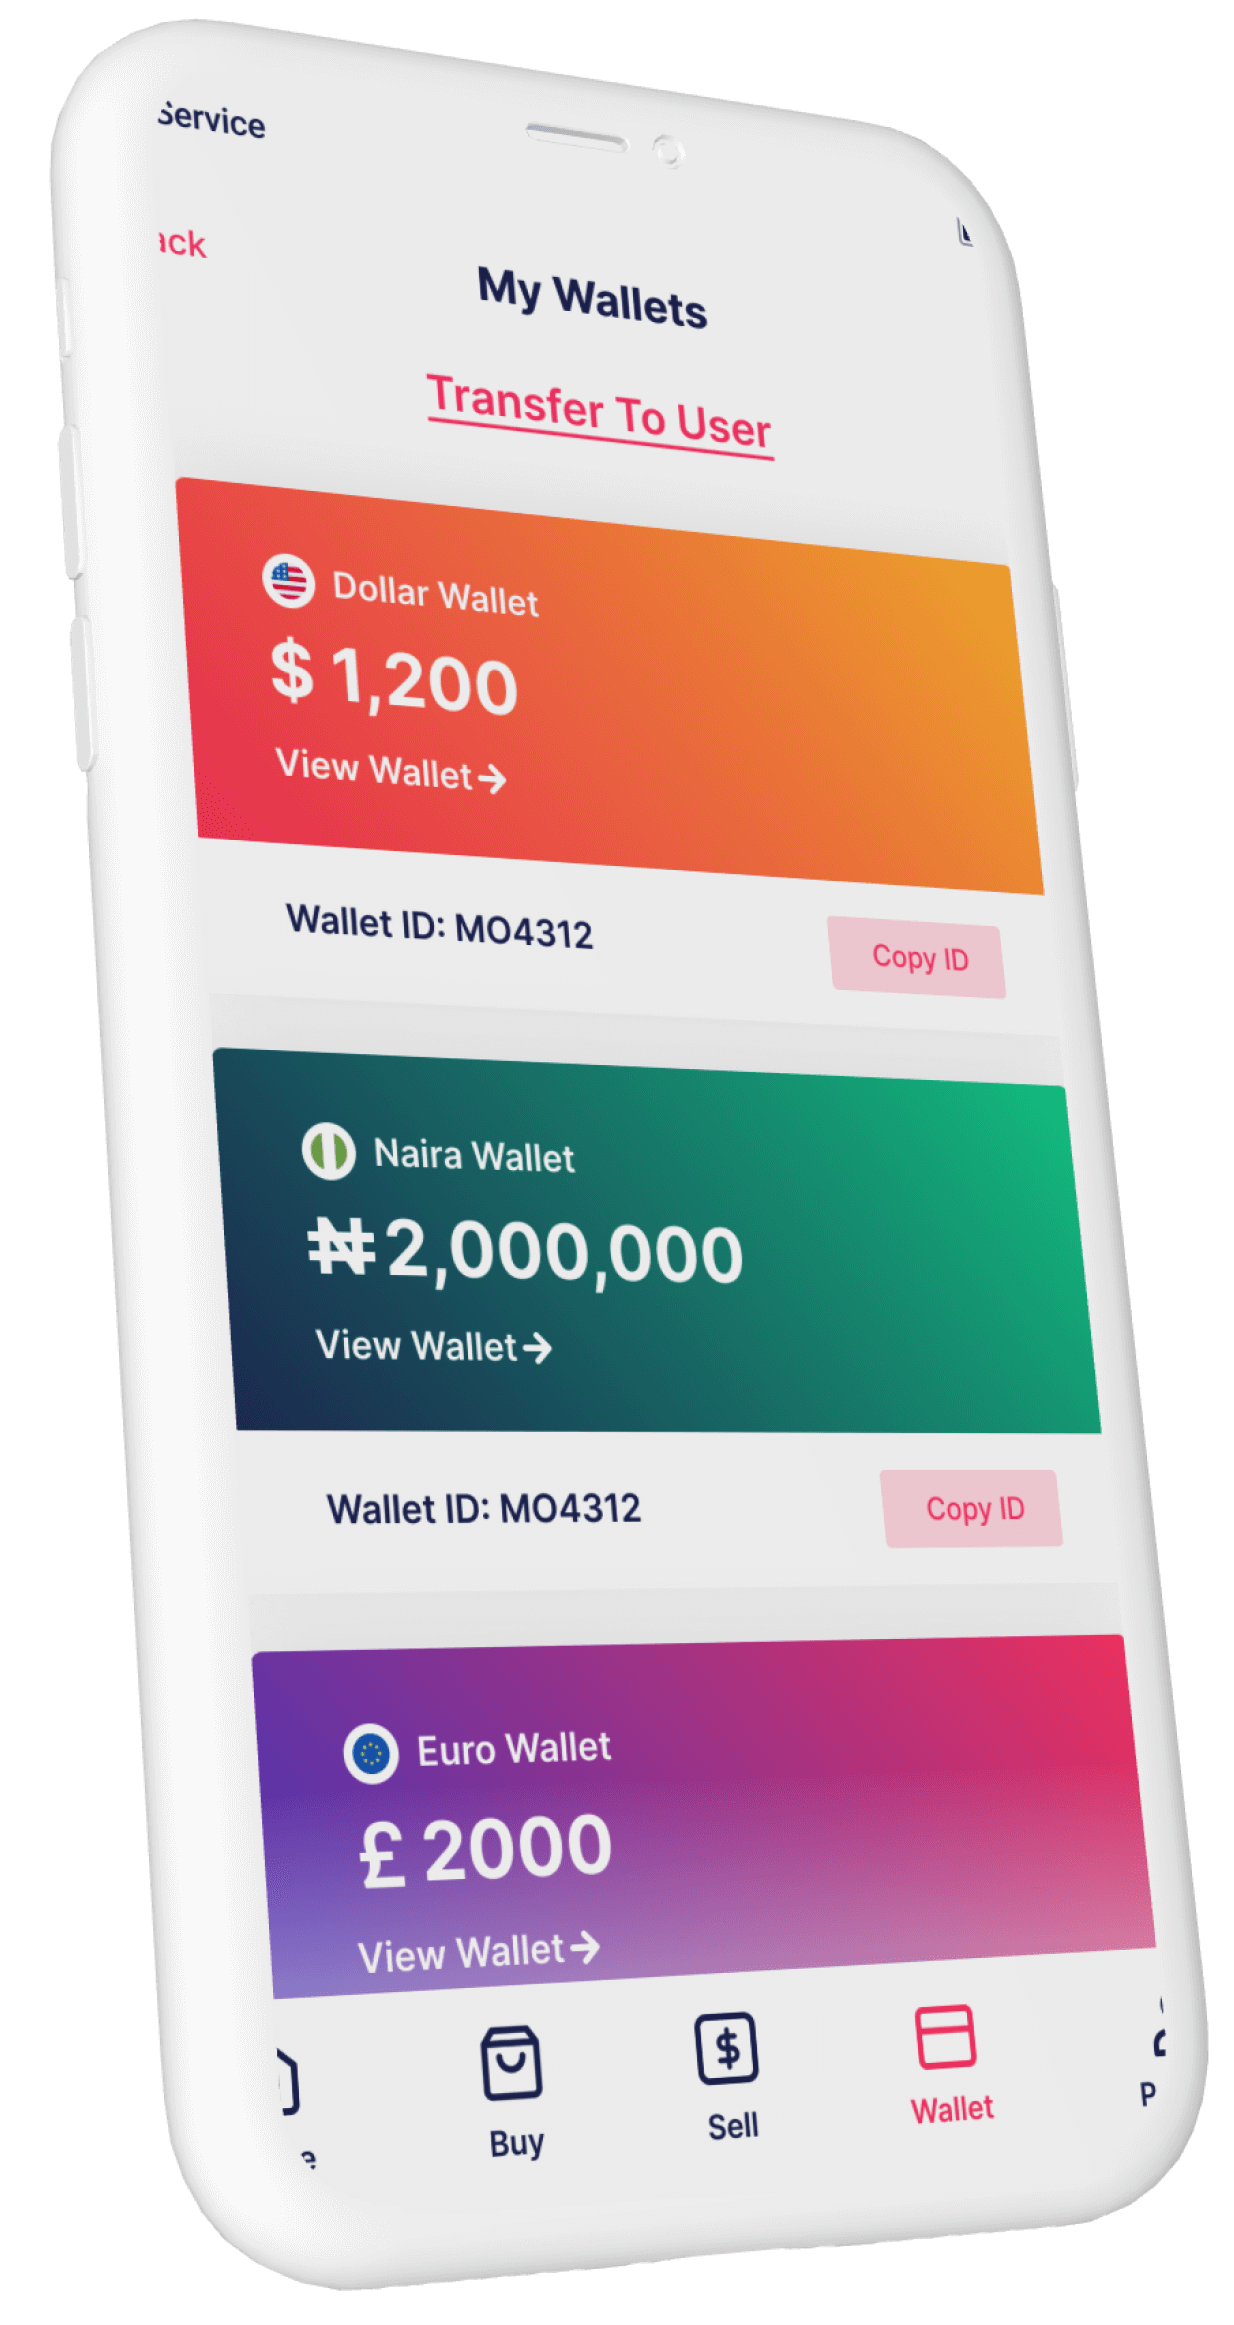 Service
ack
My Wallets
Transfer To User
Dollar Wallet
$ 1,200
View Wallet→
Wallet ID: MO4312
Copy ID
Naira Wallet
₦2,000,000
View Wallet→
Wallet ID: MO4312
Copy ID
Euro Wallet
£ 2000
View Wallet→
e Buy Sell Wallet P